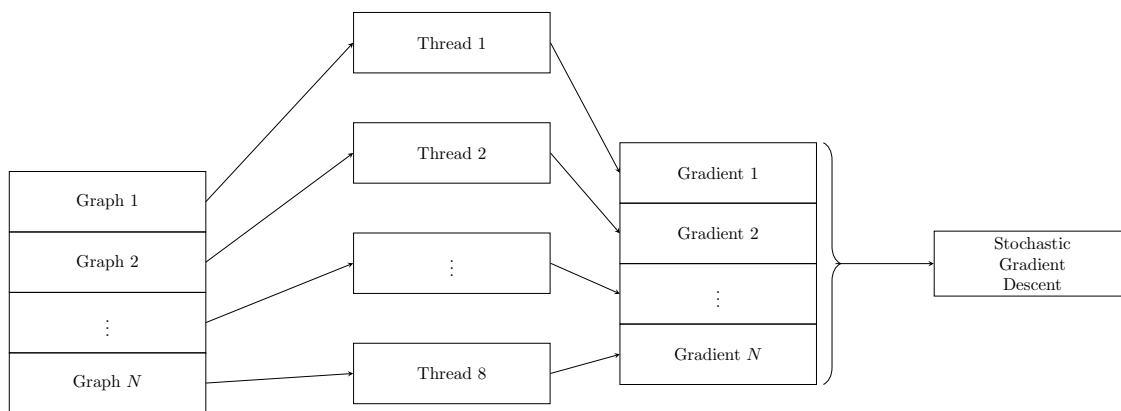 Graph 1
Graph 2
⋮
Graph N
Thread 1
Thread 2
⋮
Thread 8
Gradient 1
Gradient 2
⋮
Gradient N
Stochastic
Gradient
Descent